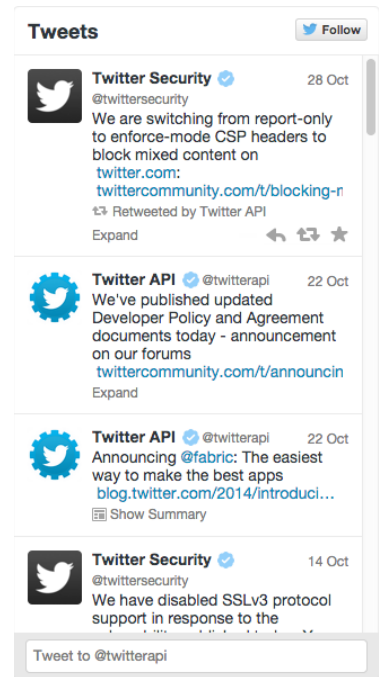 Tweets
Follow
Twitter Security 28 Oct
@twittersecurity
We are switching from report-only
to enforce-mode CSP headers to
block mixed content on
twitter.com:
twittercommunity.com/t/blocking-
Retweeted by Twitter API
Expand
Twitter API @twitterapi 22 Oct
We've published updated
Developer Policy and Agreement
documents today - announcement
on our forums
twittercommunity.com/t/announcin
Expand
Twitter API @twitterapi 22 Oct
Announcing @fabric: The easiest
way to make the best apps
blog.twitter.com/2014/introduci…
Show Summary
Twitter Security 14 Oct
@twittersecurity
We have disabled SSLv3 protocol
support in response to the
Tweet to @twitterapi